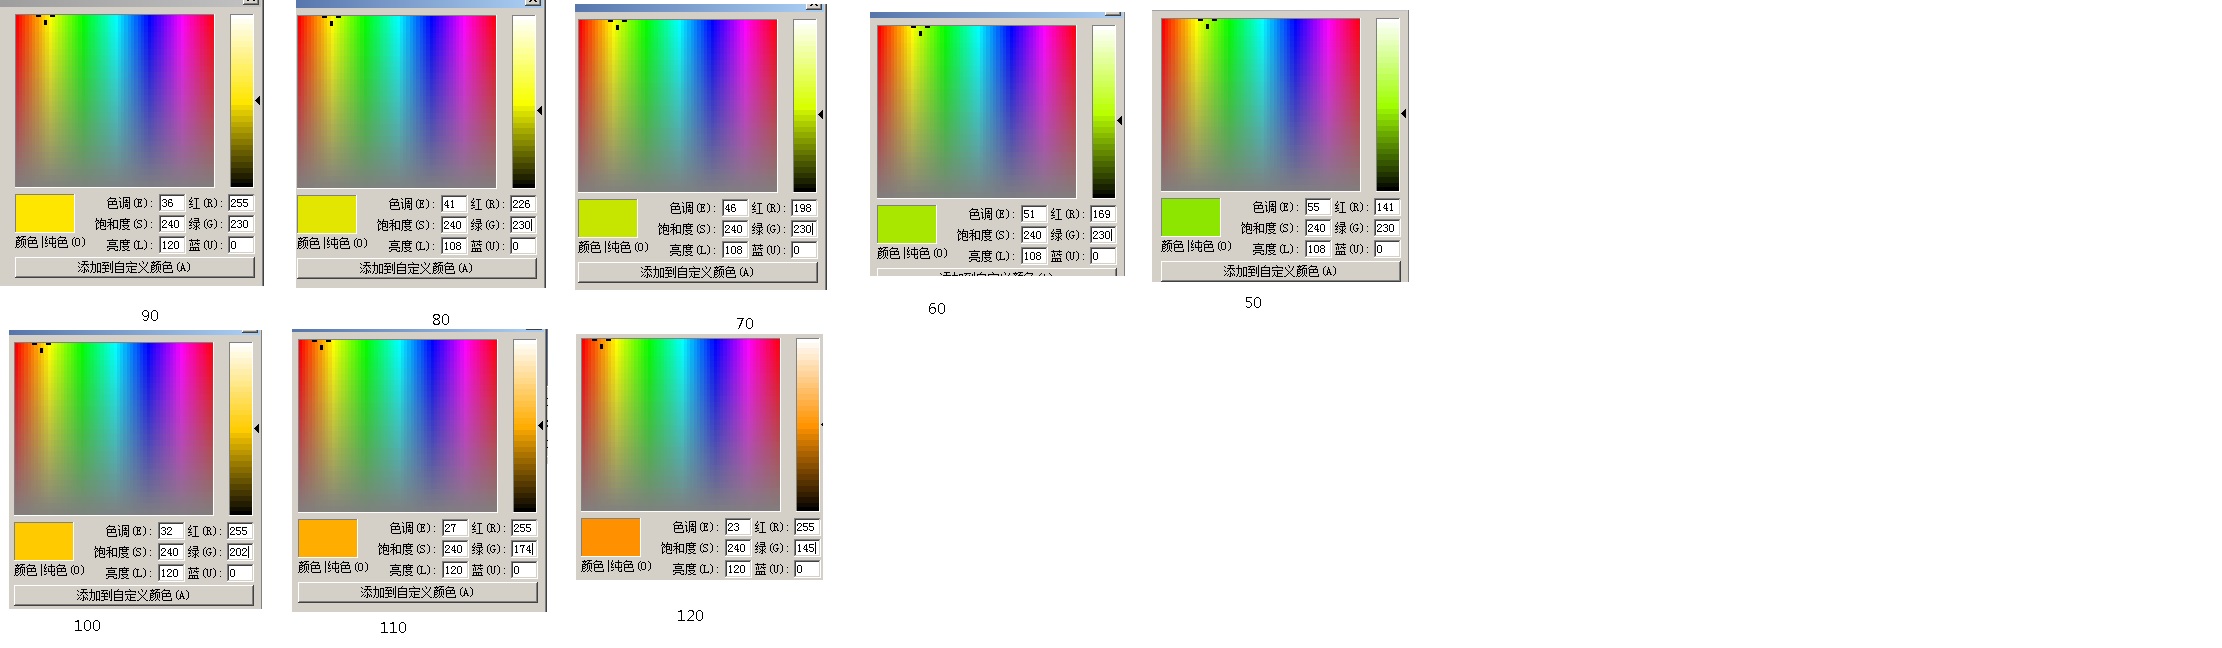 色调(E): 36 红(R): 255
饱和度(S): 240 绿(G): 230
颜色|纯色(O) 亮度(L): 120 蓝(U): 0
添加到自定义颜色(A)
90
色调(E): 41 红(R): 226
饱和度(S): 240 绿(G): 230
颜色|纯色(O) 亮度(L): 108 蓝(U): 0
添加到自定义颜色(A)
80
色调(E): 46 红(R): 198
饱和度(S): 240 绿(G): 230
颜色|纯色(O) 亮度(L): 108 蓝(U): 0
添加到自定义颜色(A)
70
色调(E): 51 红(R): 169
饱和度(S): 240 绿(G): 230
颜色|纯色(O) 亮度(L): 108 蓝(U): 0
60
色调(E): 55 红(R): 141
饱和度(S): 240 绿(G): 230
颜色|纯色(O) 亮度(L): 108 蓝(U): 0
添加到自定义颜色(A)
50
色调(E): 32 红(R): 255
饱和度(S): 240 绿(G): 202
颜色|纯色(O) 亮度(L): 120 蓝(U): 0
添加到自定义颜色(A)
100
色调(E): 27 红(R): 255
饱和度(S): 240 绿(G): 174
颜色|纯色(O) 亮度(L): 120 蓝(U): 0
添加到自定义颜色(A)
110
色调(E): 23 红(R): 255
饱和度(S): 240 绿(G): 145
颜色|纯色(O) 亮度(L): 120 蓝(U): 0
120